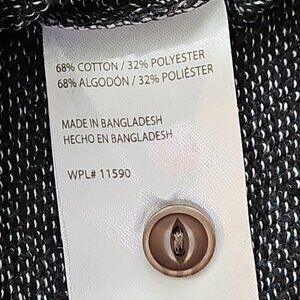 68% COTTON / 32% POLYESTER
68% ALGODÓN / 32% POLIÉSTER
MADE IN BANGLADESH
HECHO EN BANGLADESH
WPL# 11590